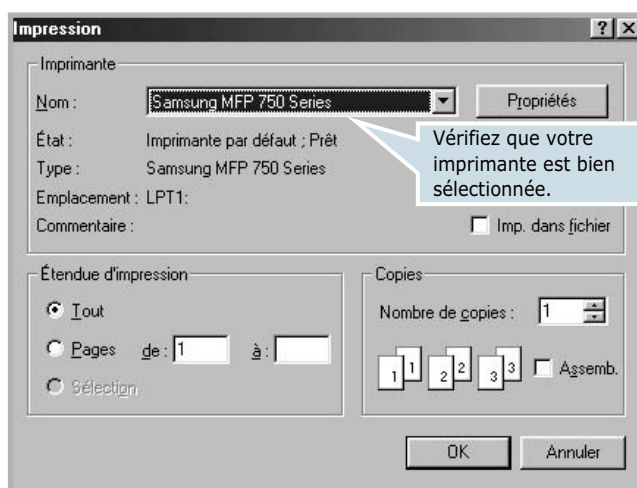 Impression
Imprimante
Nom :
Samsung MFP 750 Series
Propriétés
État :
Imprimante par défaut ; Prêt
Type :
Samsung MFP 750 Series
Emplacement :
LPT1:
Commentaire :
Imp. dans fichier
Vérifiez que votre
imprimante est bien
sélectionnée.
Étendue d'impression
Tout
Pages de : 1 à :
Sélection
Copies
Nombre de copies : 1
1 1 2 2 3 3
Assemb.
OK
Annuler